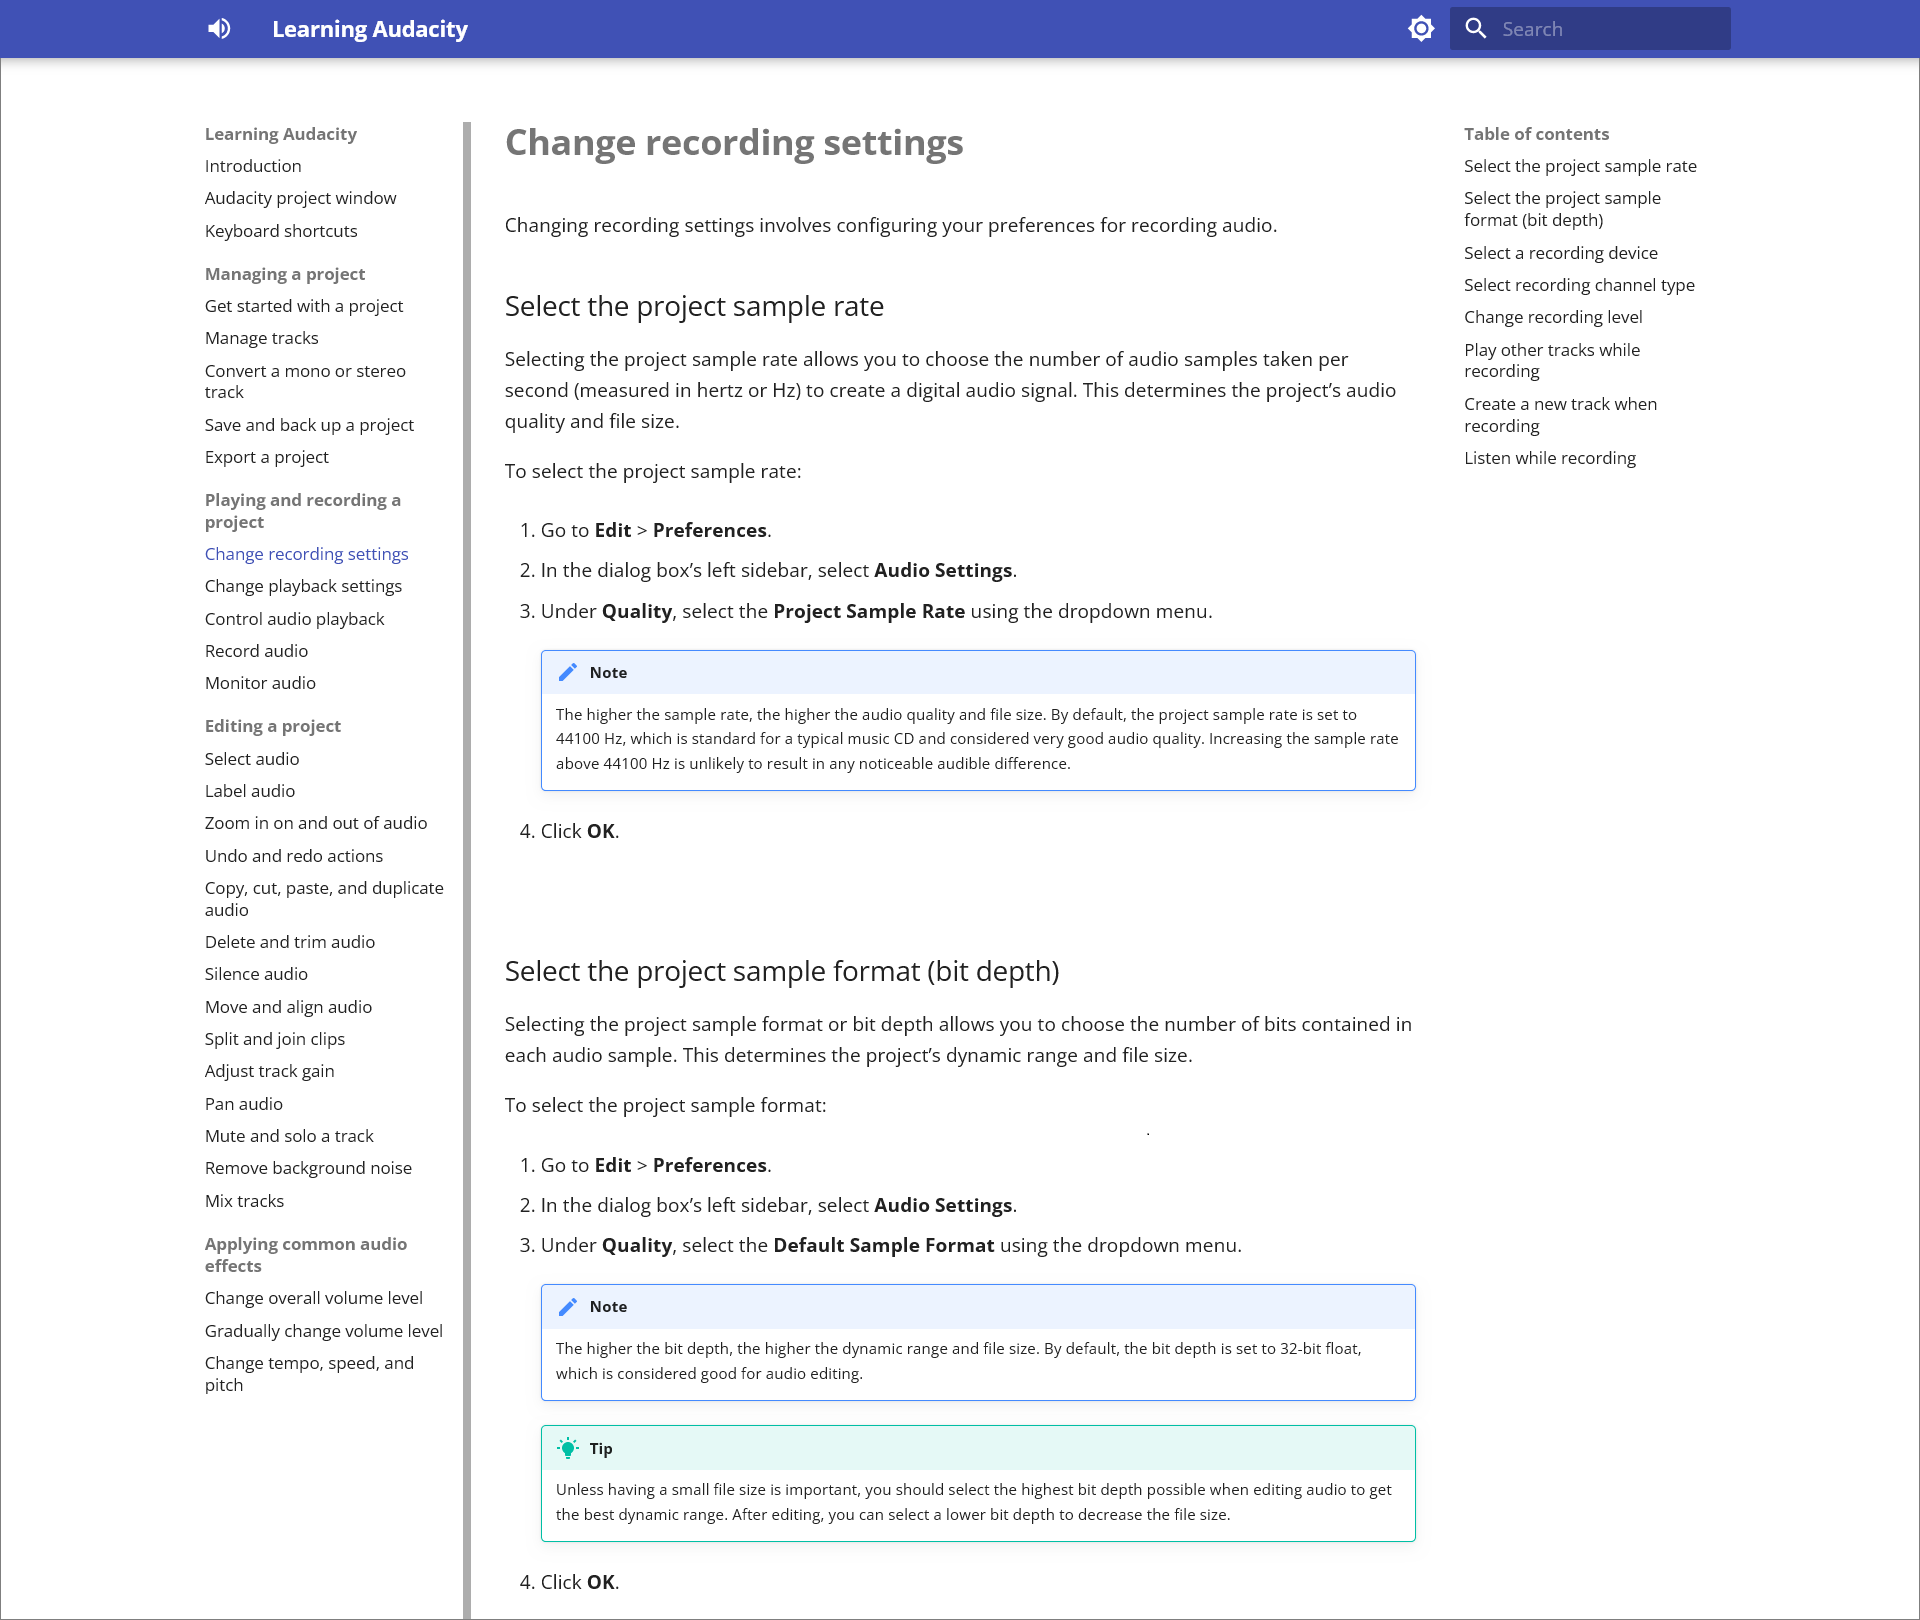 Learning Audacity
Search
Learning Audacity
Introduction
Audacity project window
Keyboard shortcuts
Managing a project
Get started with a project
Manage tracks
Convert a mono or stereo
track
Save and back up a project
Export a project
Playing and recording a
project
Change recording settings
Change playback settings
Control audio playback
Record audio
Monitor audio
Editing a project
Select audio
Label audio
Zoom in on and out of audio
Undo and redo actions
Copy, cut, paste, and duplicate
audio
Delete and trim audio
Silence audio
Move and align audio
Split and join clips
Adjust track gain
Pan audio
Mute and solo a track
Remove background noise
Mix tracks
Applying common audio
effects
Change overall volume level
Gradually change volume level
Change tempo, speed, and
pitch
Change recording settings
Changing recording settings involves configuring your preferences for recording audio.
Select the project sample rate
Selecting the project sample rate allows you to choose the number of audio samples taken per
second (measured in hertz or Hz) to create a digital audio signal. This determines the project’s audio
quality and file size.
To select the project sample rate:
1. Go to Edit > Preferences.
2. In the dialog box’s left sidebar, select Audio Settings.
3. Under Quality, select the Project Sample Rate using the dropdown menu.
Note
The higher the sample rate, the higher the audio quality and file size. By default, the project sample rate is set to
44100 Hz, which is standard for a typical music CD and considered very good audio quality. Increasing the sample rate
above 44100 Hz is unlikely to result in any noticeable audible difference.
4. Click OK.
Select the project sample format (bit depth)
Selecting the project sample format or bit depth allows you to choose the number of bits contained in
each audio sample. This determines the project’s dynamic range and file size.
To select the project sample format:
.
1. Go to Edit > Preferences.
2. In the dialog box’s left sidebar, select Audio Settings.
3. Under Quality, select the Default Sample Format using the dropdown menu.
Note
The higher the bit depth, the higher the dynamic range and file size. By default, the bit depth is set to 32-bit float,
which is considered good for audio editing.
Tip
Unless having a small file size is important, you should select the highest bit depth possible when editing audio to get
the best dynamic range. After editing, you can select a lower bit depth to decrease the file size.
4. Click OK.
Table of contents
Select the project sample rate
Select the project sample
format (bit depth)
Select a recording device
Select recording channel type
Change recording level
Play other tracks while
recording
Create a new track when
recording
Listen while recording